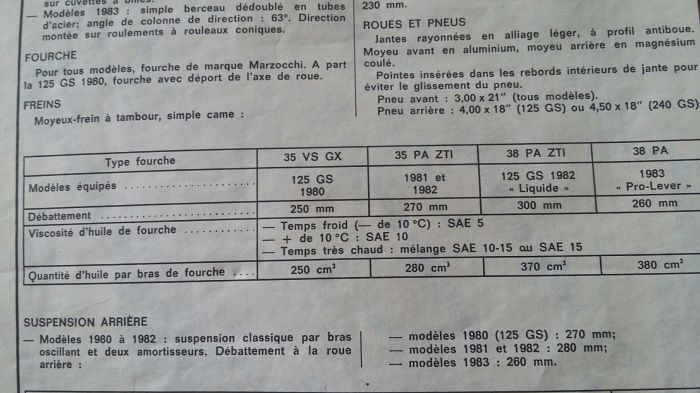 sur cuvettes à billes.
— Modèles 1983 : simple berceau dédoublé en tubes
d'acier; angle de colonne de direction : 63°. Direction
montée sur roulements à rouleaux coniques.
FOURCHE
Pour tous modèles, fourche de marque Marzocchi. A part
la 125 GS 1980, fourche avec déport de l'axe de roue.
FREINS
Moyeux-frein à tambour, simple came :
230 mm.
ROUES ET PNEUS
Jantes rayonnées en alliage léger, à profil antiboue.
Moyeu avant en aluminium, moyeu arrière en magnésium
coulé.
Pointes insérées dans les rebords intérieurs de jante pour
éviter le glissement du pneu.
Pneu avant : 3,00 x 21" (tous modèles).
Pneu arrière : 4,00 x 18" (125 GS) ou 4,50 x 18" (240 GS)
Type fourche 35 VS GX 35 PA ZTI 38 PA ZTI 38 PA
Modèles équipés ........................ 125 GS 1981 et 125 GS 1982 1983
1980 1982 « Liquide » « Pro-Lever »
Débattement ........................ 250 mm 270 mm 300 mm 260 mm
Viscosité d'huile de fourche ............ — Temps froid (— de 10 °C) : SAE 5
— + de 10 °C : SAE 10
— Temps très chaud : mélange SAE 10-15 ou SAE 15
Quantité d'huile par bras de fourche .... 250 cm³ 280 cm³ 370 cm³ 380 cm³
SUSPENSION ARRIÈRE
— Modèles 1980 à 1982 : suspension classique par bras
oscillant et deux amortisseurs. Débattement à la roue
arrière :
— modèles 1980 (125 GS) : 270 mm;
— modèles 1981 et 1982 : 280 mm;
— modèles 1983 : 260 mm.